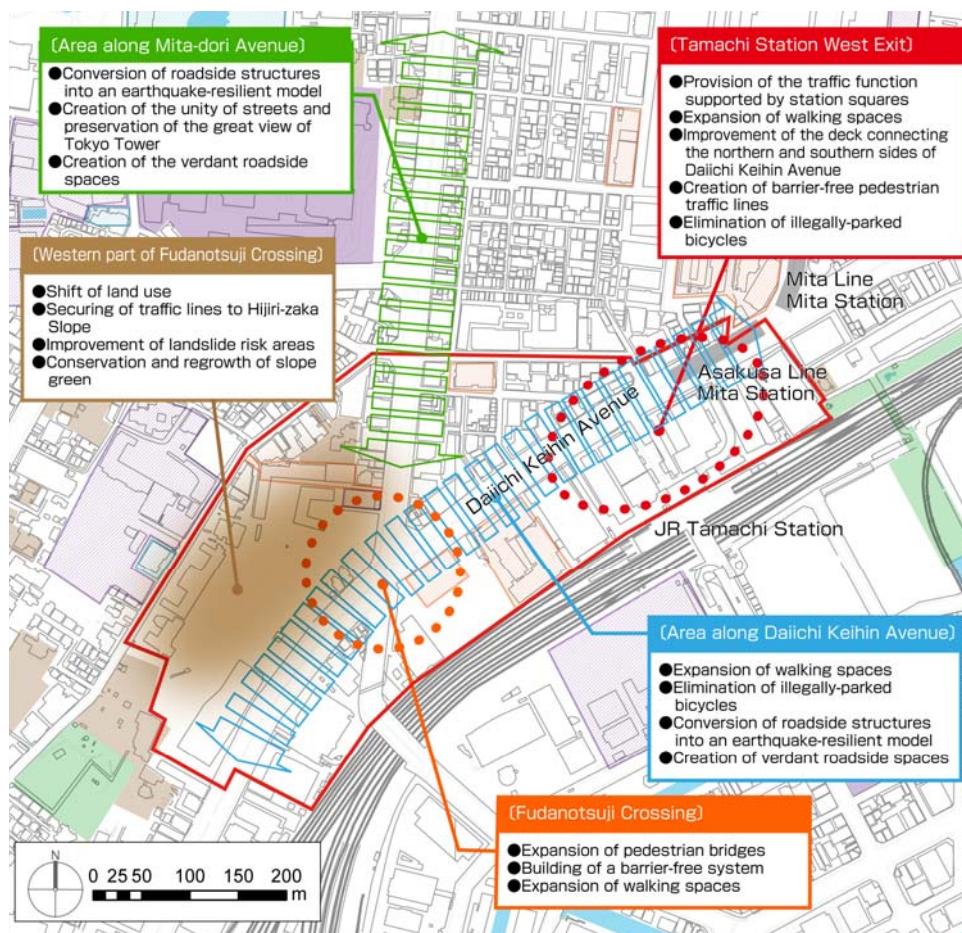 (Area along Mita-dori Avenue)
●Conversion of roadside structures
into an earthquake-resilient model
●Creation of the unity of streets and
preservation of the great view of
Tokyo Tower
●Creation of the verdant roadside
spaces
(Tamachi Station West Exit)
●Provision of the traffic function
supported by station squares
●Expansion of walking spaces
●Improvement of the deck connecting
the northern and southern sides of
Daiichi Keihin Avenue
●Creation of barrier-free pedestrian
traffic lines
●Elimination of illegally-parked
bicycles
(Western part of Fudanotsuji Crossing)
●Shift of land use
●Securing of traffic lines to Hijiri-zaka
Slope
●Improvement of landslide risk areas
●Conservation and regrowth of slope
green
Mita Line
Mita Station
Asakusa Line
Mita Station
Daiichi Keihin Avenue
JR Tamachi Station
(Area along Daiichi Keihin Avenue)
●Expansion of walking spaces
●Elimination of illegally-parked
bicycles
●Conversion of roadside structures
into an earthquake-resilient model
●Creation of verdant roadside spaces
(Fudanotsuji Crossing)
●Expansion of pedestrian bridges
●Building of a barrier-free system
●Expansion of walking spaces
N
0 25 50 100 150 200
m